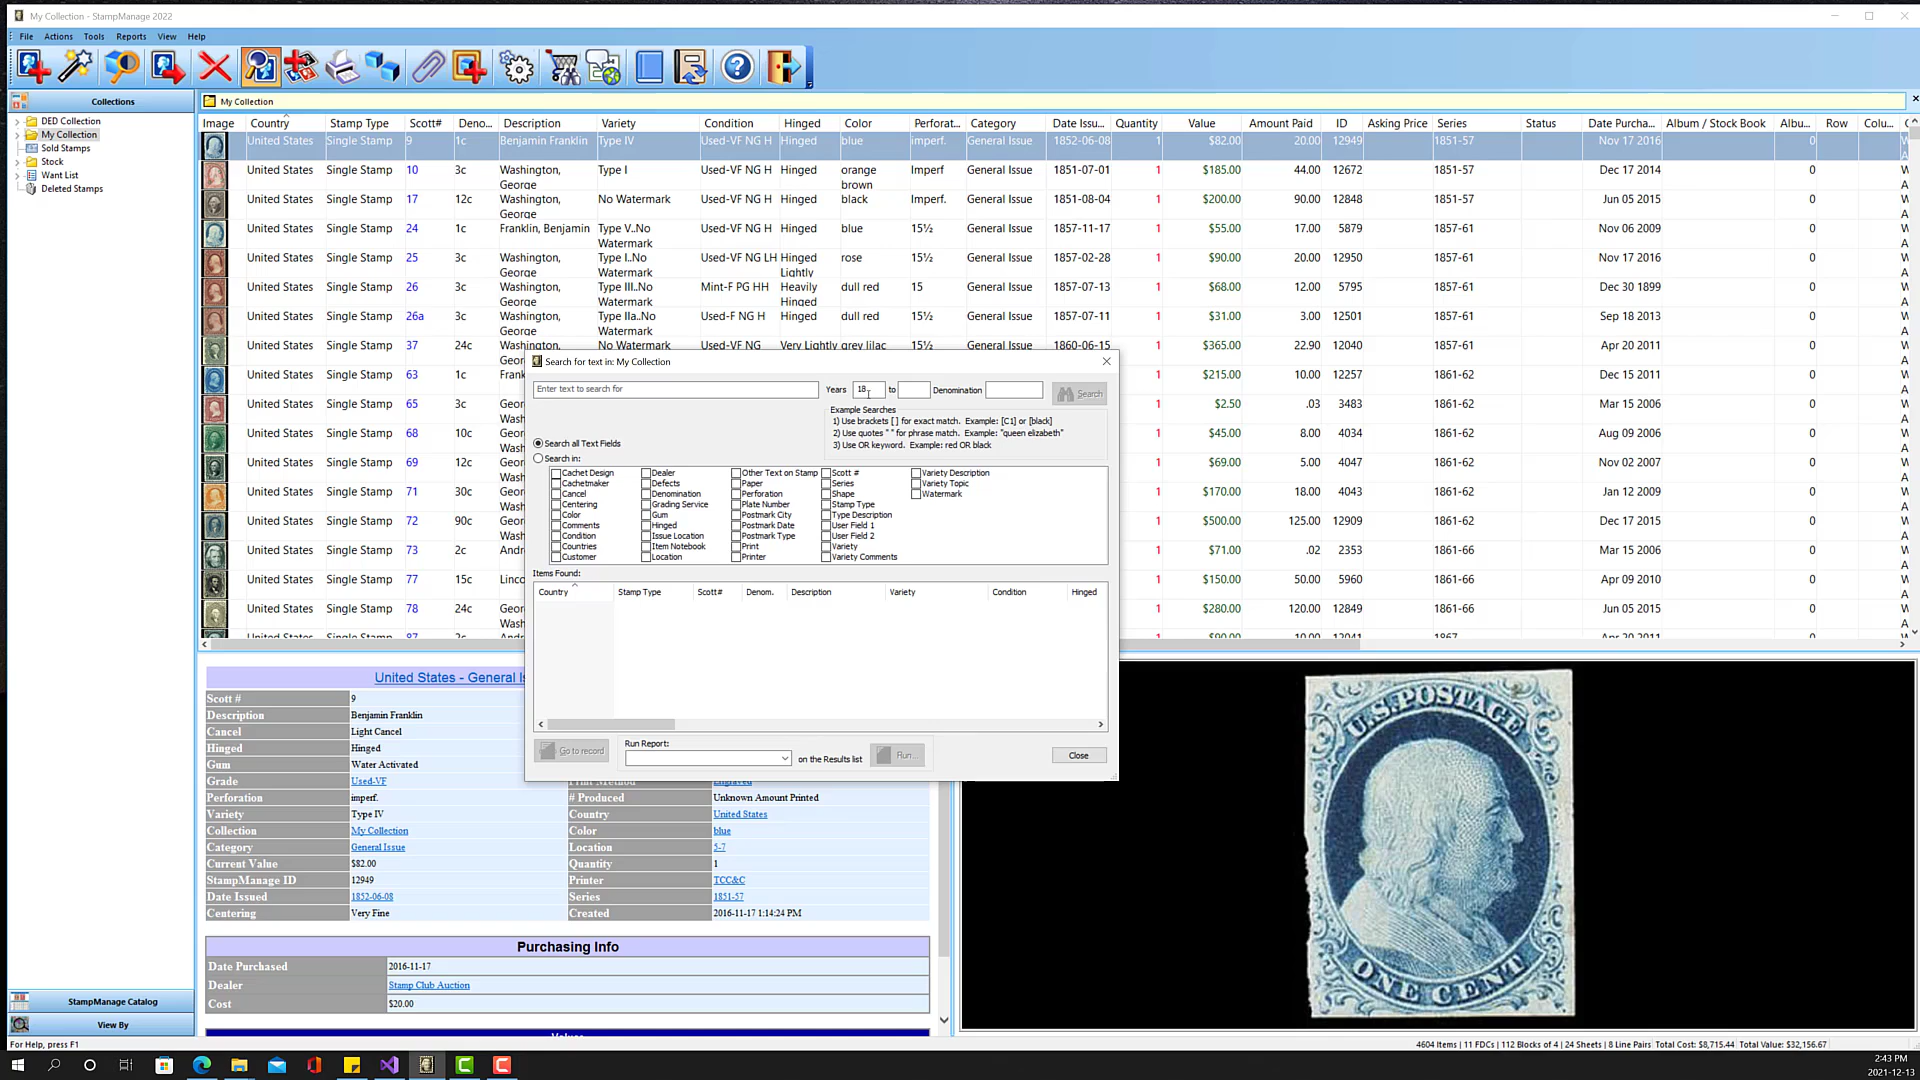 My Collection - StampManage 2022
File Actions Tools Reports View Help
Collections
DED Collection
My Collection
Sold Stamps
Stock
Want List
Deleted Stamps
My Collection
Image Country Stamp Type Scott# Deno... Description Variety Condition Hinged Color Perforat... Category Date Issu... Quantity Value Amount Paid ID Asking Price Series Status Date Purcha... Album / Stock Book Albu... Row Colu...
United States Single Stamp 9 1c Benjamin Franklin Type IV Used-VF NG H Hinged blue imperf. General Issue 1852-06-08 1 $82.00 20.00 12949 1851-57 Nov 17 2016 0
United States Single Stamp 10 3c Washington, George Type I Used-VF NG H Hinged orange brown Imperf General Issue 1851-07-01 1 $185.00 44.00 12672 1851-57 Dec 17 2014 0
United States Single Stamp 17 12c Washington, George No Watermark Used-VF NG H Hinged black Imperf. General Issue 1851-08-04 1 $200.00 90.00 12848 1851-57 Jun 05 2015 0
United States Single Stamp 24 1c Franklin, Benjamin Type V..No Watermark Used-VF NG H Hinged blue 15½ General Issue 1857-11-17 1 $55.00 17.00 5879 1857-61 Nov 06 2009 0
United States Single Stamp 25 3c Washington, George Type I..No Watermark Used-VF NG LH Hinged Lightly rose 15½ General Issue 1857-02-28 1 $90.00 20.00 12950 1857-61 Nov 17 2016 0
United States Single Stamp 26 3c Washington, George Type III..No Watermark Mint-F PG HH Heavily Hinged dull red 15 General Issue 1857-07-13 1 $68.00 12.00 5795 1857-61 Dec 30 1899 0
United States Single Stamp 26a 3c Washington, George Type IIa..No Watermark Used-F NG H Hinged dull red 15½ General Issue 1857-07-11 1 $31.00 3.00 12501 1857-61 Sep 18 2013 0
United States Single Stamp 37 24c Washington, No Watermark Used-VF NG Very Lightly grey lilac 15½ General Issue 1860-06-15 1 $365.00 22.90 12040 1857-61 Apr 20 2011 0
United States Single Stamp 63 1c Frank $215.00 10.00 12257 1861-62 Dec 15 2011 0
United States Single Stamp 65 3c Geor Wash 1 $2.50 .03 3483 1861-62 Mar 15 2006 0
United States Single Stamp 68 10c Geor Wash 1 $45.00 8.00 4034 1861-62 Aug 09 2006 0
United States Single Stamp 69 12c Geor Wash 1 $69.00 5.00 4047 1861-62 Nov 02 2007 0
United States Single Stamp 71 30c Geor 1 $170.00 18.00 4043 1861-62 Jan 12 2009 0
United States Single Stamp 72 90c Geor Wash 1 $500.00 125.00 12909 1861-62 Dec 17 2015 0
United States Single Stamp 73 2c Andr 1 $71.00 .02 2353 1861-66 Mar 15 2006 0
United States Single Stamp 77 15c Linco 1 $150.00 50.00 5960 1861-66 Apr 09 2010 0
United States Single Stamp 78 24c Geor Wash 1 $280.00 120.00 12849 1861-66 Jun 05 2015 0
United States Single Stamp 87 2c Andr 1 $90.00 10.00 12041 1867 Apr 20 2011 0
Search for text in: My Collection
Enter text to search for Years 18 to Denomination Search
Example Searches
1) Use brackets [ ] for exact match. Example: [C1] or [black]
2) Use quotes " " for phrase match. Example: "queen elizabeth"
3) Use OR keyword. Example: red OR black
Search all Text Fields
Search in:
Cachet Design Dealer Other Text on Stamp Scott # Variety Description
Cachetmaker Defects Paper Series Variety Topic
Cancel Denomination Perforation Shape Watermark
Centering Grading Service Plate Number Stamp Type
Color Gum Postmark City Type Description
Comments Hinged Postmark Date User Field 1
Condition Issue Location Postmark Type User Field 2
Countries Item Notebook Print Variety
Customer Location Printer Variety Comments
Items Found:
Country Stamp Type Scott# Denom. Description Variety Condition Hinged
Go to record Run Report: on the Results list Run... Close
United States - General Is
Scott # 9
Description Benjamin Franklin
Cancel Light Cancel
Hinged Hinged
Gum Water Activated
Grade Used-VF Print Method Engraved
Perforation imperf. # Produced Unknown Amount Printed
Variety Type IV Country United States
Collection My Collection Color blue
Category General Issue Location 5-7
Current Value $82.00 Quantity 1
StampManage ID 12949 Printer TCC&C
Date Issued 1852-06-08 Series 1851-57
Centering Very Fine Created 2016-11-17 1:14:24 PM
Purchasing Info
Date Purchased 2016-11-17
Dealer Stamp Club Auction
Cost $20.00
Values
U.S. POSTAGE
ONE CENT
StampManage Catalog
View By
For Help, press F1
4604 Items | 11 FDCs | 112 Blocks of 4 | 24 Sheets | 8 Line Pairs Total Cost: $8,715.44 Total Value: $32,156.67
2:43 PM
2021-12-13